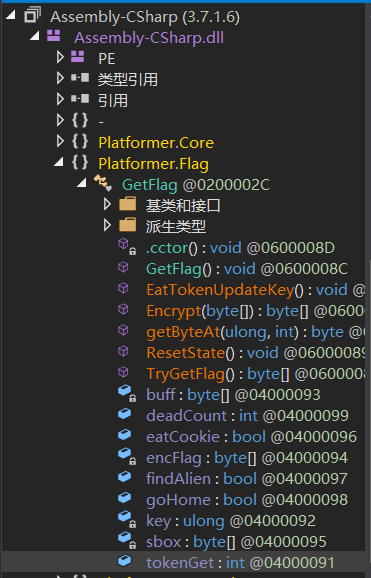 Assembly-CSharp (3.7.1.6)
Assembly-CSharp.dll
PE
类型引用
引用
{ } -
{ } Platformer.Core
{ } Platformer.Flag
GetFlag @0200002C
基类和接口
派生类型
.cctor() : void @0600008D
GetFlag() : void @0600008C
EatTokenUpdateKey() : void @
Encrypt(byte[]) : byte[] @060
getByteAt(ulong, int) : byte @
ResetState() : void @06000089
TryGetFlag() : byte[] @060000
buff : byte[] @04000093
deadCount : int @04000099
eatCookie : bool @04000096
encFlag : byte[] @04000094
findAlien : bool @04000097
goHome : bool @04000098
key : ulong @04000092
sbox : byte[] @04000095
tokenGet : int @04000091